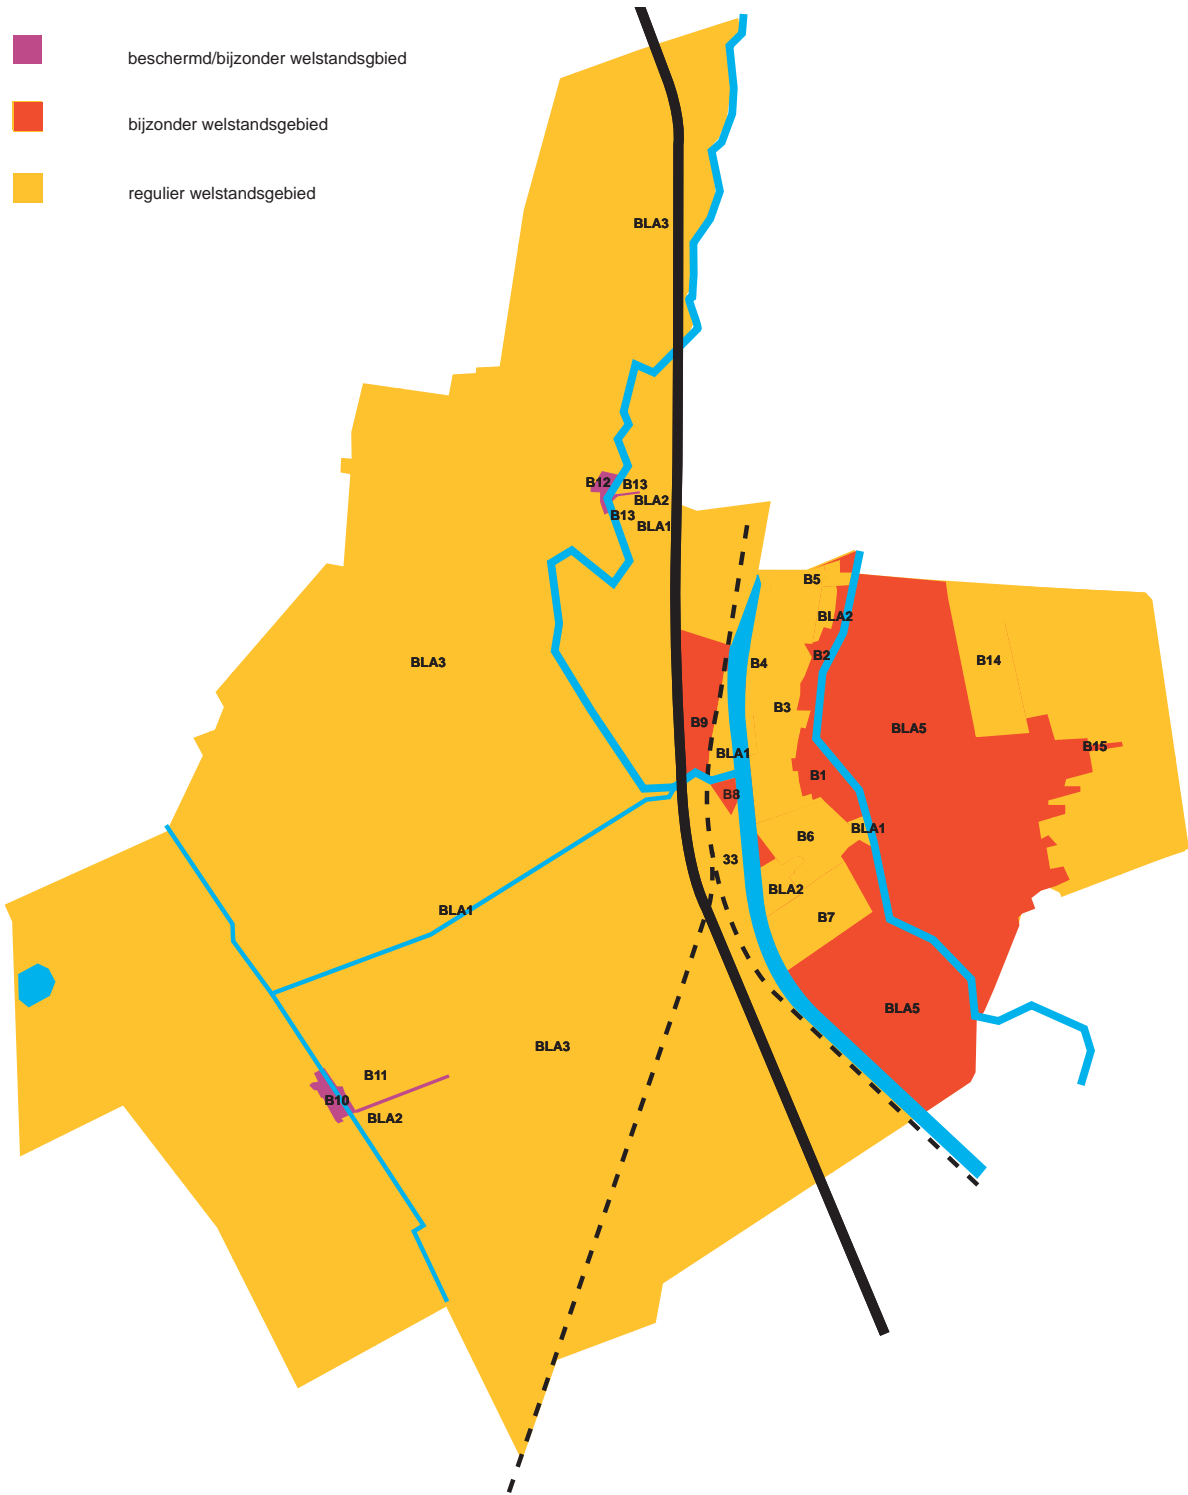 beschermd/bijzonder welstandsgbied
bijzonder welstandsgebied
regulier welstandsgebied
BLA3
B12
B13
BLA2
B13
BLA1
B5
BLA2
B2
BLA3
B4
B14
B3
B9
BLA5
BLA1
B15
B1
B8
BLA1
B6
33
BLA2
BLA1
B7
BLA5
BLA3
B11
B10
BLA2